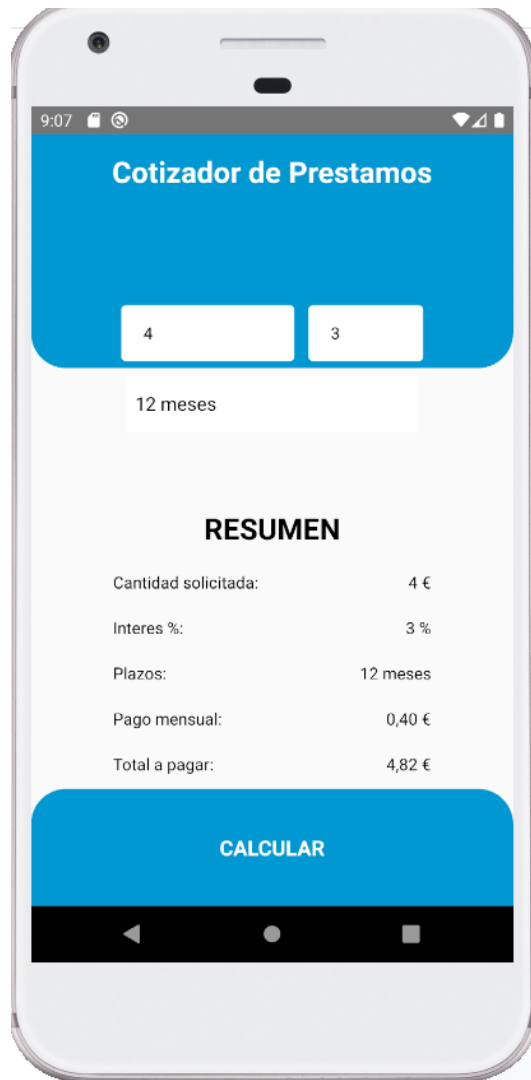 9:07
Cotizador de Prestamos
4 3
12 meses
RESUMEN
Cantidad solicitada: 4 €
Interes %: 3 %
Plazos: 12 meses
Pago mensual: 0,40 €
Total a pagar: 4,82 €
CALCULAR